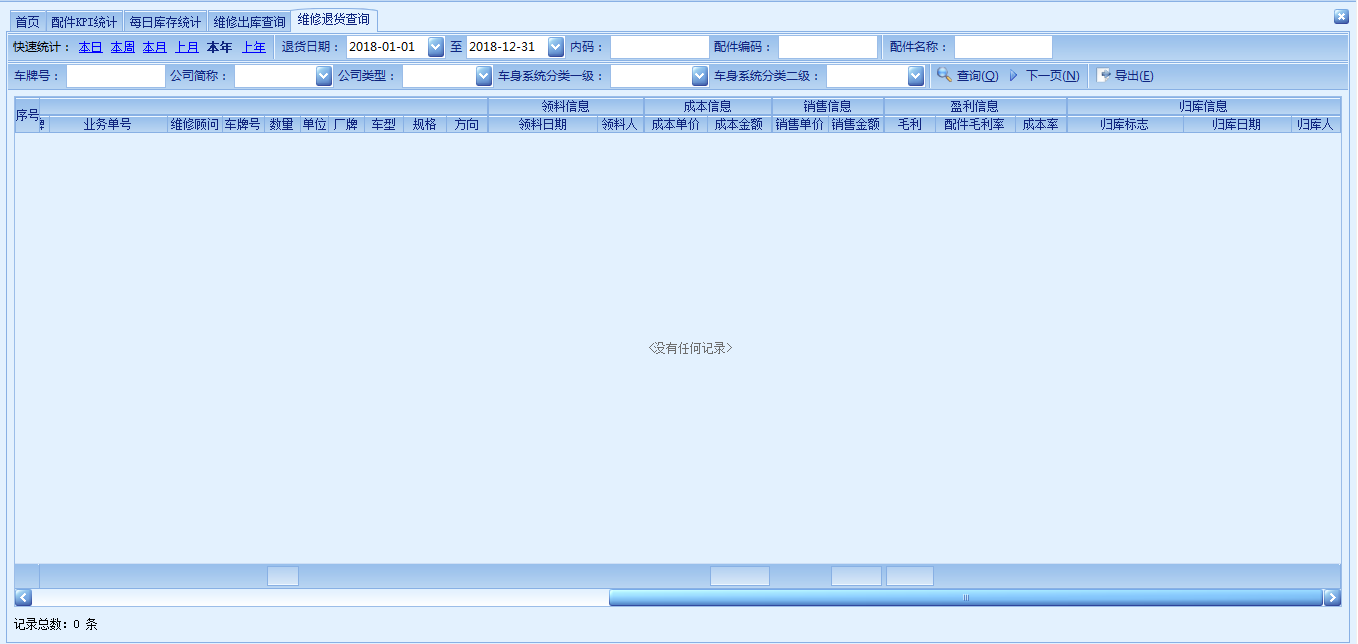 首页 配件KPI统计 每日库存统计 维修出库查询 维修退货查询
快速统计： 本日 本周 本月 上月 本年 上年 退货日期： 2018-01-01 至 2018-12-31 内码： 配件编码： 配件名称：
车牌号： 公司简称： 公司类型： 车身系统分类一级： 车身系统分类二级： 查询(Q) 下一页(N) 导出(E)
序号 领料信息 成本信息 销售信息 盈利信息 归库信息
业务单号 维修顾问 车牌号 数量 单位 厂牌 车型 规格 方向 领料日期 领料人 成本单价 成本金额 销售单价 销售金额 毛利 配件毛利率 成本率 归库标志 归库日期 归库人
<没有任何记录>
记录总数: 0 条